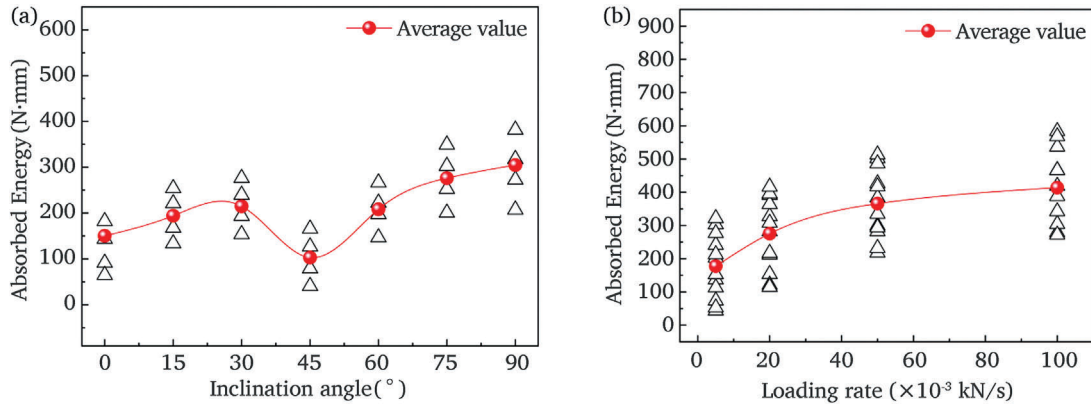 (a)
Average value
600
500
400
300
200
100
0
Absorbed Energy (N·mm)
0 15 30 45 60 75 90
Inclination angle(°)
(b)
Average value
900
800
700
600
500
400
300
200
100
0
Absorbed Energy (N·mm)
0 20 40 60 80 100
Loading rate (×10⁻³ kN/s)